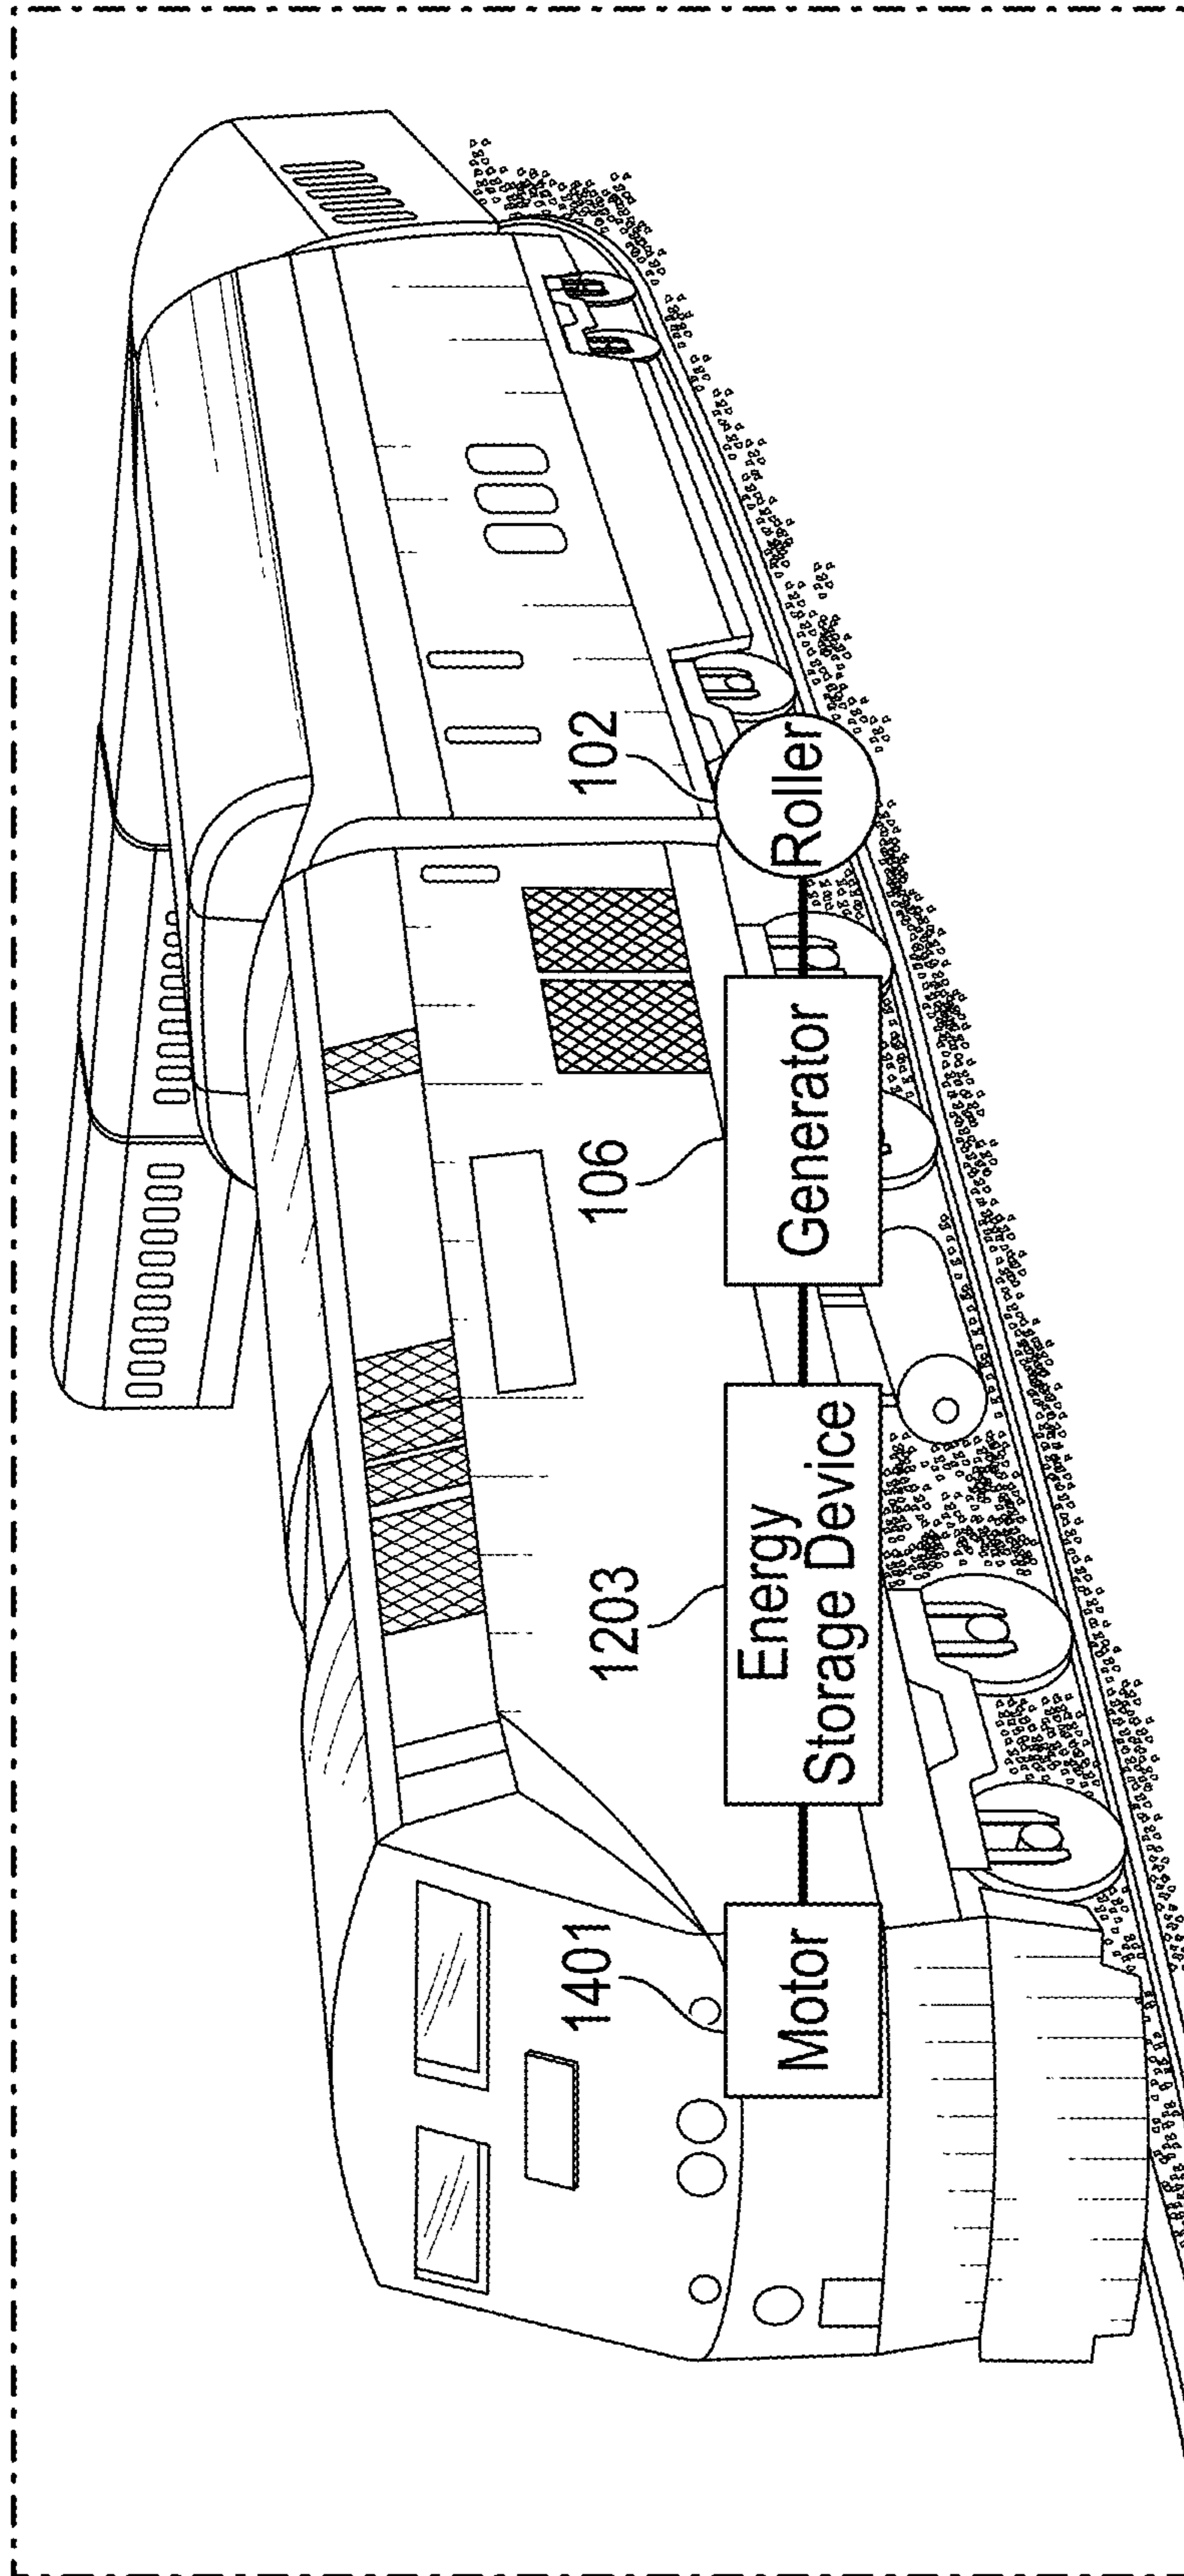 1401
1203
106
102
Motor
Energy
Storage Device
Generator
Roller